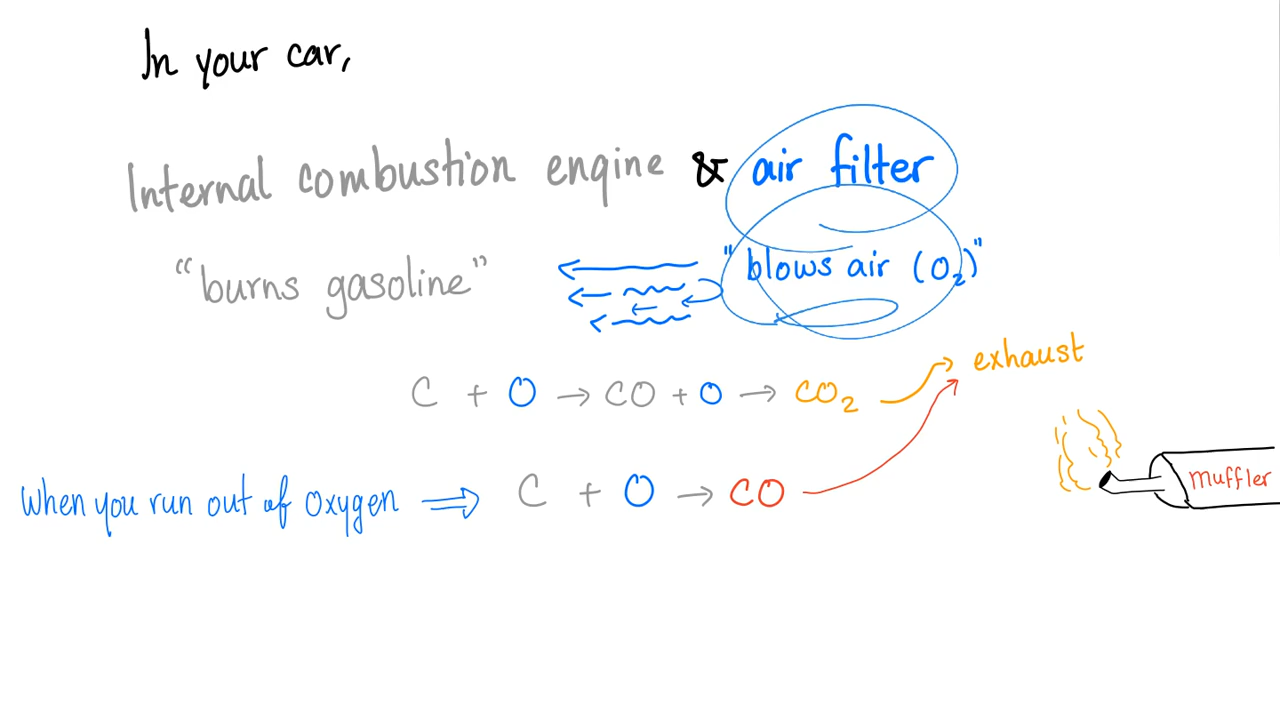 In your car,
Internal combustion engine & air filter
"burns gasoline"
"blows air (O₂)"
C + O → CO + O → CO₂
exhaust
muffler
When you run out of oxygen ⇒ C + O → CO